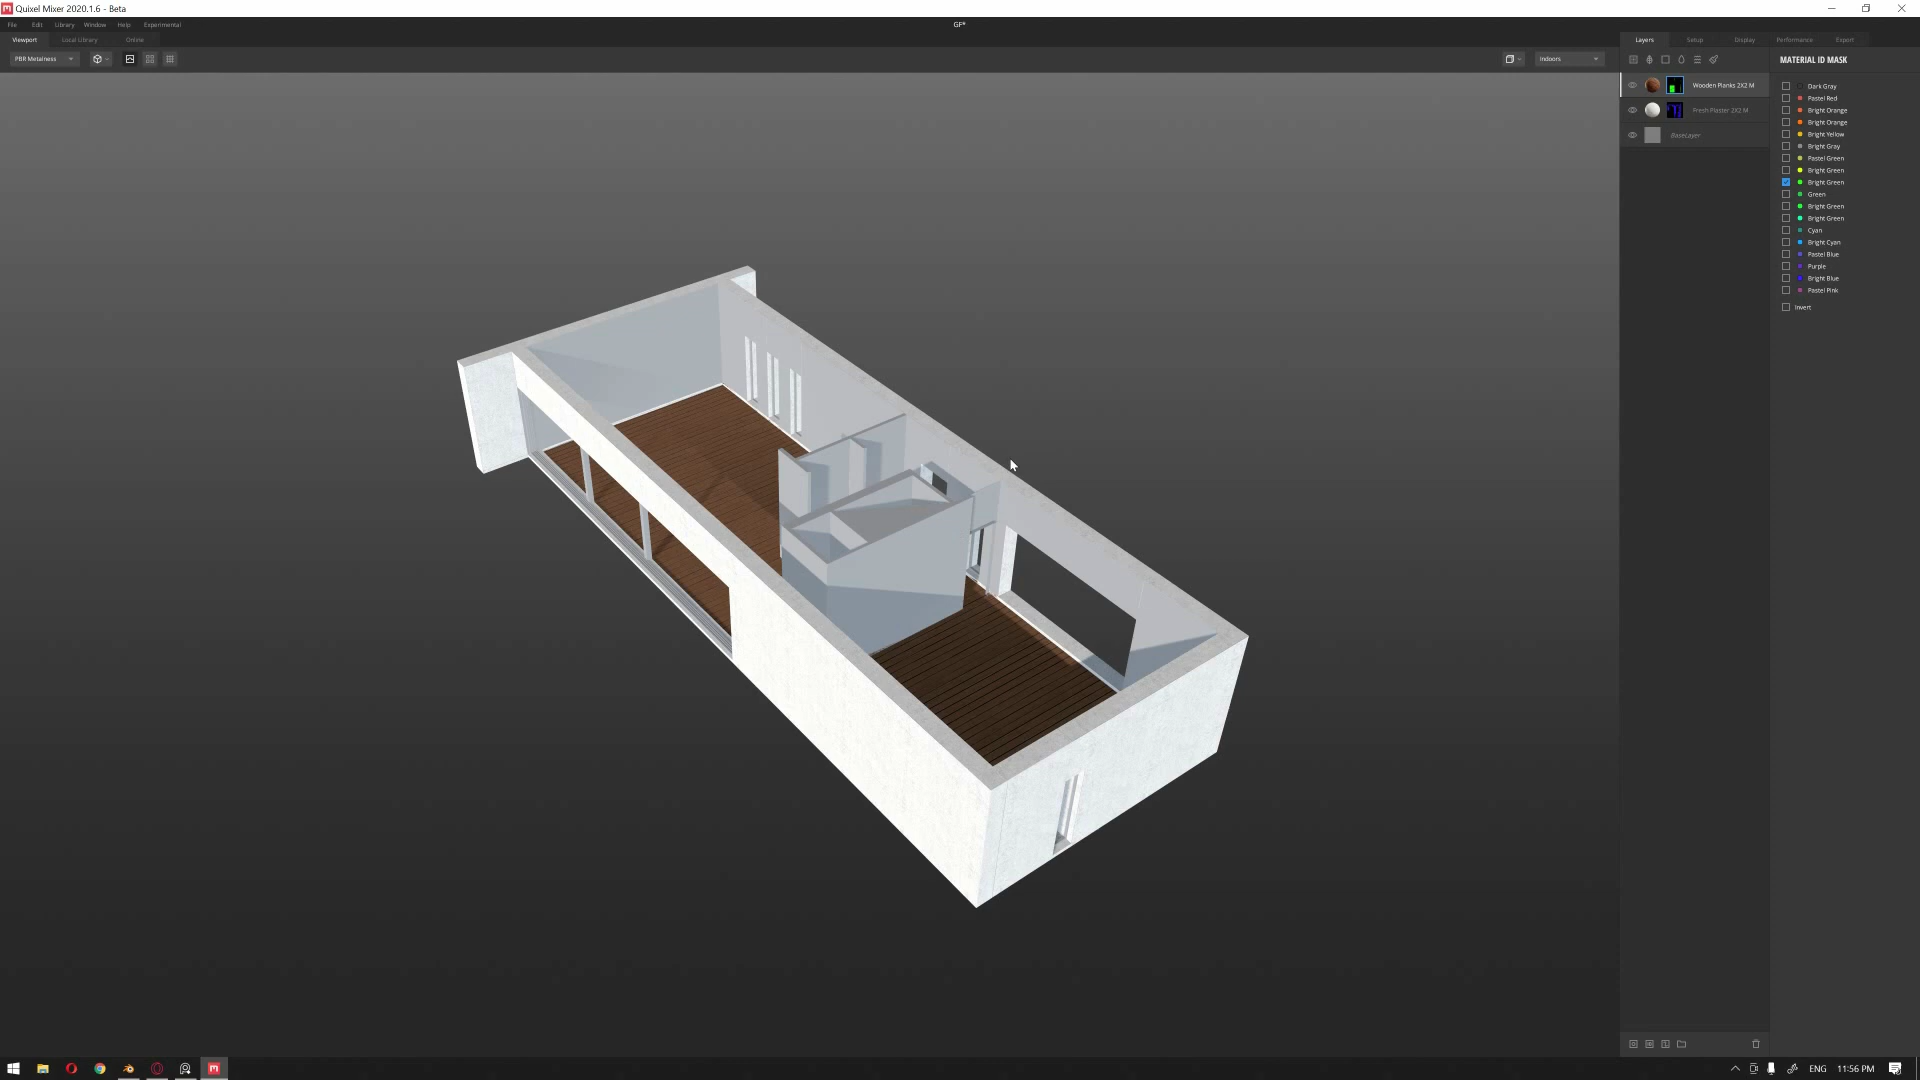 Quixel Mixer 2020.1.6 - Beta
File Edit Library Window Help Experimental
GF*
Viewport Local Library Online
Layers Setup Display Performance Export
PBR Metalness
Indoors
MATERIAL ID MASK
Wooden Planks 2X2 M
Fresh Plaster 2X2 M
BaseLayer
Dark Gray
Pastel Red
Bright Orange
Bright Orange
Bright Yellow
Bright Gray
Pastel Green
Bright Green
Bright Green
Green
Bright Green
Bright Green
Cyan
Bright Cyan
Pastel Blue
Purple
Bright Blue
Pastel Pink
Invert
ENG 11:56 PM